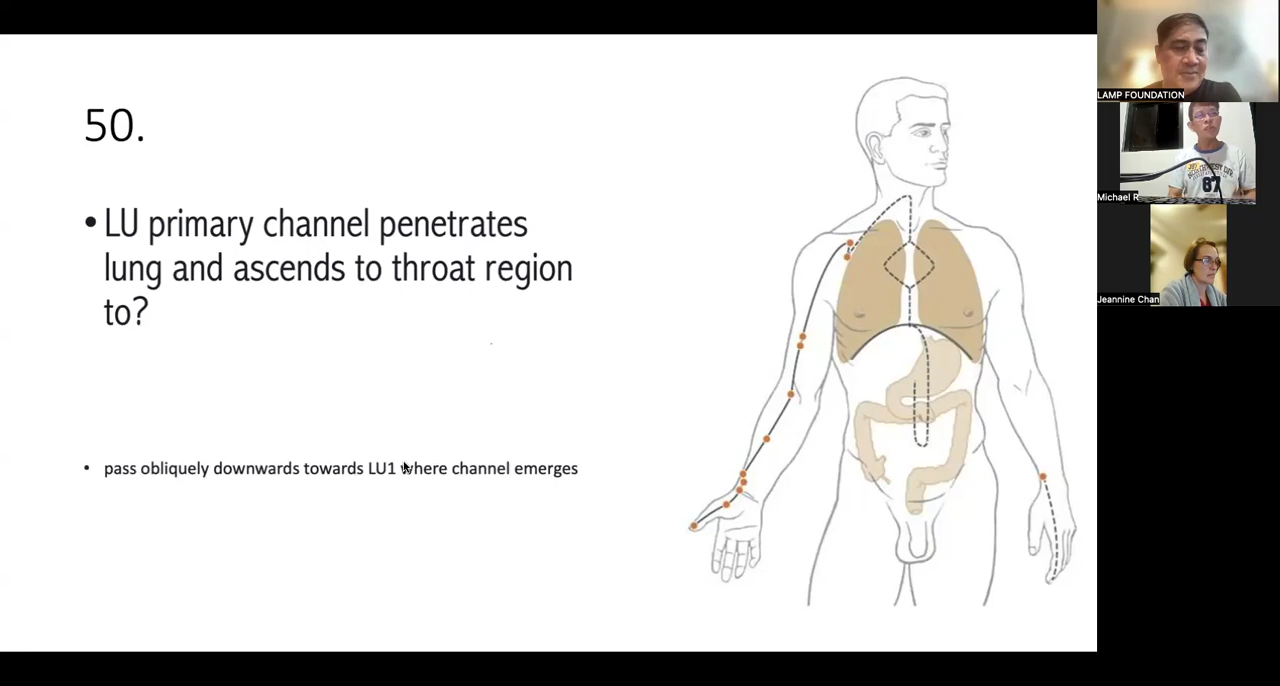 50.
• LU primary channel penetrates
lung and ascends to throat region
to?
• pass obliquely downwards towards LU1 where channel emerges
LAMP FOUNDATION
Michael R
87
Jeannine Chan